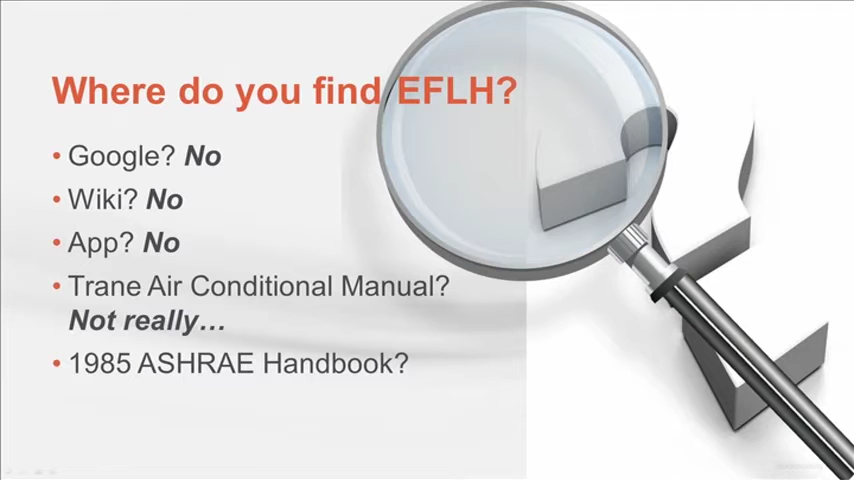 Where do you find EFLH?
• Google? No
• Wiki? No
• App? No
• Trane Air Conditional Manual?
Not really…
• 1985 ASHRAE Handbook?